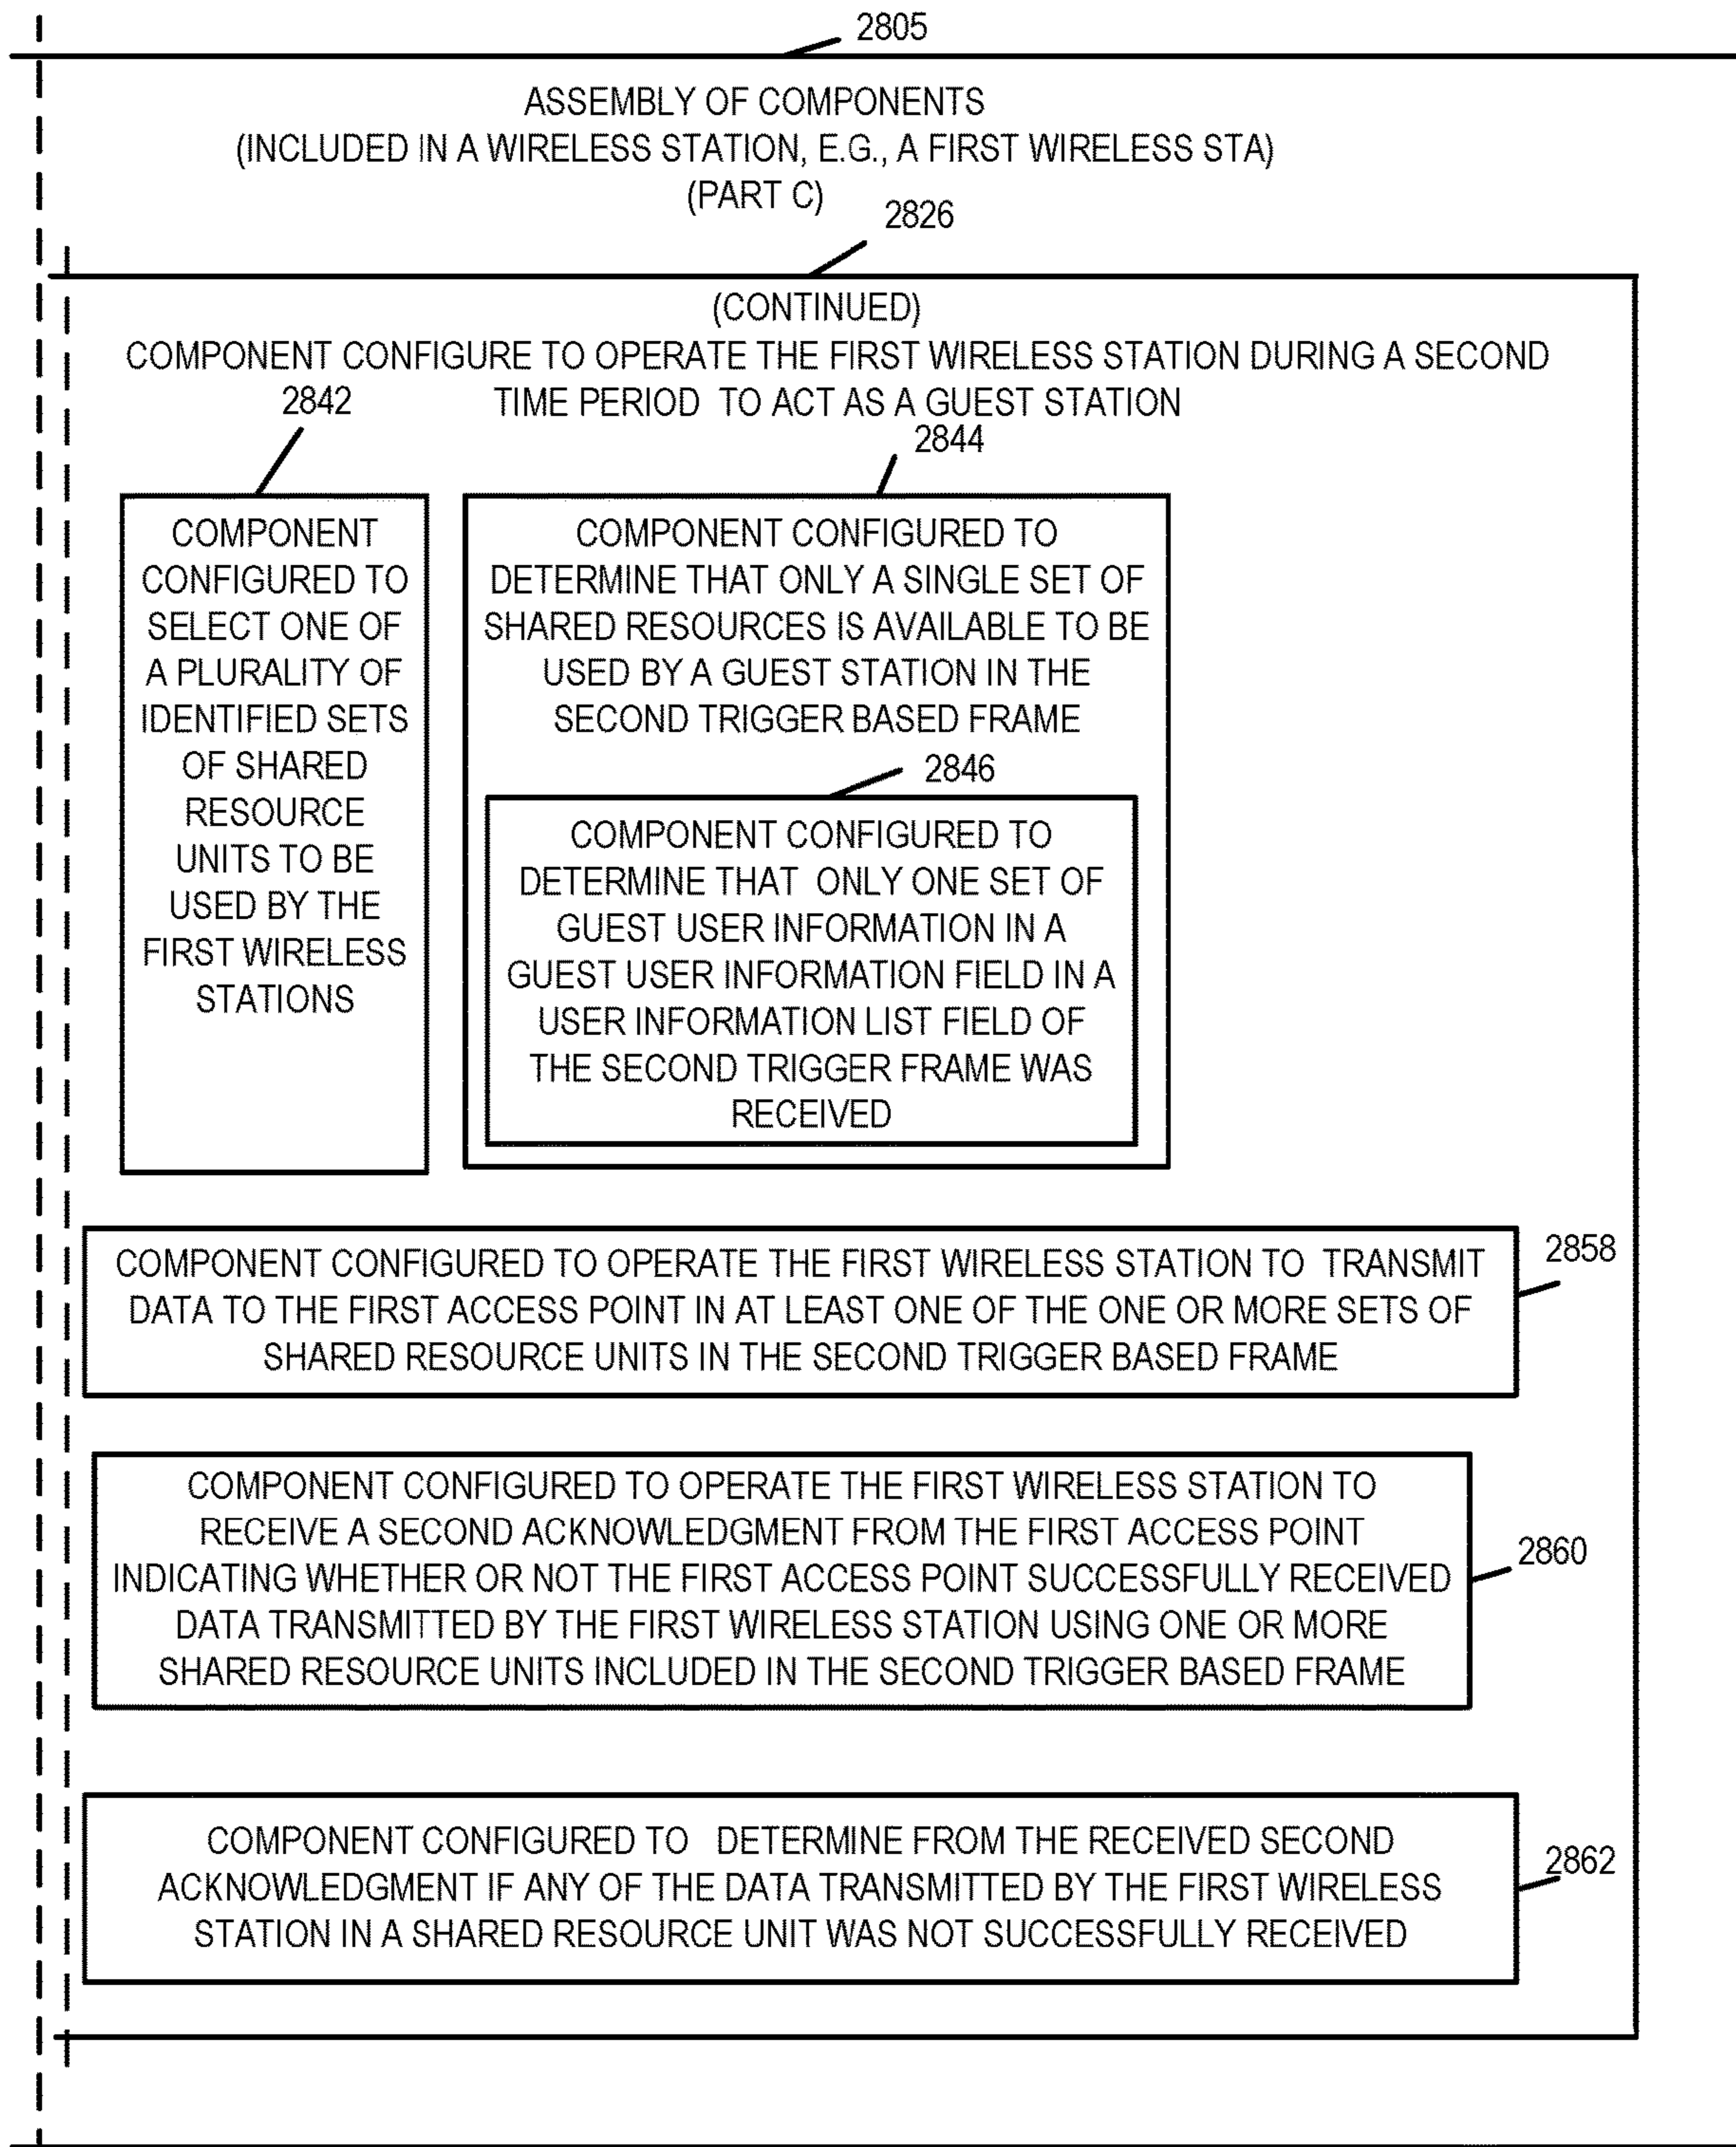 2805
ASSEMBLY OF COMPONENTS
(INCLUDED IN A WIRELESS STATION, E.G., A FIRST WIRELESS STA)
(PART C)
2826
(CONTINUED)
COMPONENT CONFIGURE TO OPERATE THE FIRST WIRELESS STATION DURING A SECOND
TIME PERIOD TO ACT AS A GUEST STATION
2842
COMPONENT
CONFIGURED TO
SELECT ONE OF
A PLURALITY OF
IDENTIFIED SETS
OF SHARED
RESOURCE
UNITS TO BE
USED BY THE
FIRST WIRELESS
STATIONS
2844
COMPONENT CONFIGURED TO
DETERMINE THAT ONLY A SINGLE SET OF
SHARED RESOURCES IS AVAILABLE TO BE
USED BY A GUEST STATION IN THE
SECOND TRIGGER BASED FRAME
2846
COMPONENT CONFIGURED TO
DETERMINE THAT ONLY ONE SET OF
GUEST USER INFORMATION IN A
GUEST USER INFORMATION FIELD IN A
USER INFORMATION LIST FIELD OF
THE SECOND TRIGGER FRAME WAS
RECEIVED
2858
COMPONENT CONFIGURED TO OPERATE THE FIRST WIRELESS STATION TO TRANSMIT
DATA TO THE FIRST ACCESS POINT IN AT LEAST ONE OF THE ONE OR MORE SETS OF
SHARED RESOURCE UNITS IN THE SECOND TRIGGER BASED FRAME
COMPONENT CONFIGURED TO OPERATE THE FIRST WIRELESS STATION TO
RECEIVE A SECOND ACKNOWLEDGMENT FROM THE FIRST ACCESS POINT
INDICATING WHETHER OR NOT THE FIRST ACCESS POINT SUCCESSFULLY RECEIVED
DATA TRANSMITTED BY THE FIRST WIRELESS STATION USING ONE OR MORE
SHARED RESOURCE UNITS INCLUDED IN THE SECOND TRIGGER BASED FRAME
2860
COMPONENT CONFIGURED TO DETERMINE FROM THE RECEIVED SECOND
ACKNOWLEDGMENT IF ANY OF THE DATA TRANSMITTED BY THE FIRST WIRELESS
STATION IN A SHARED RESOURCE UNIT WAS NOT SUCCESSFULLY RECEIVED
2862